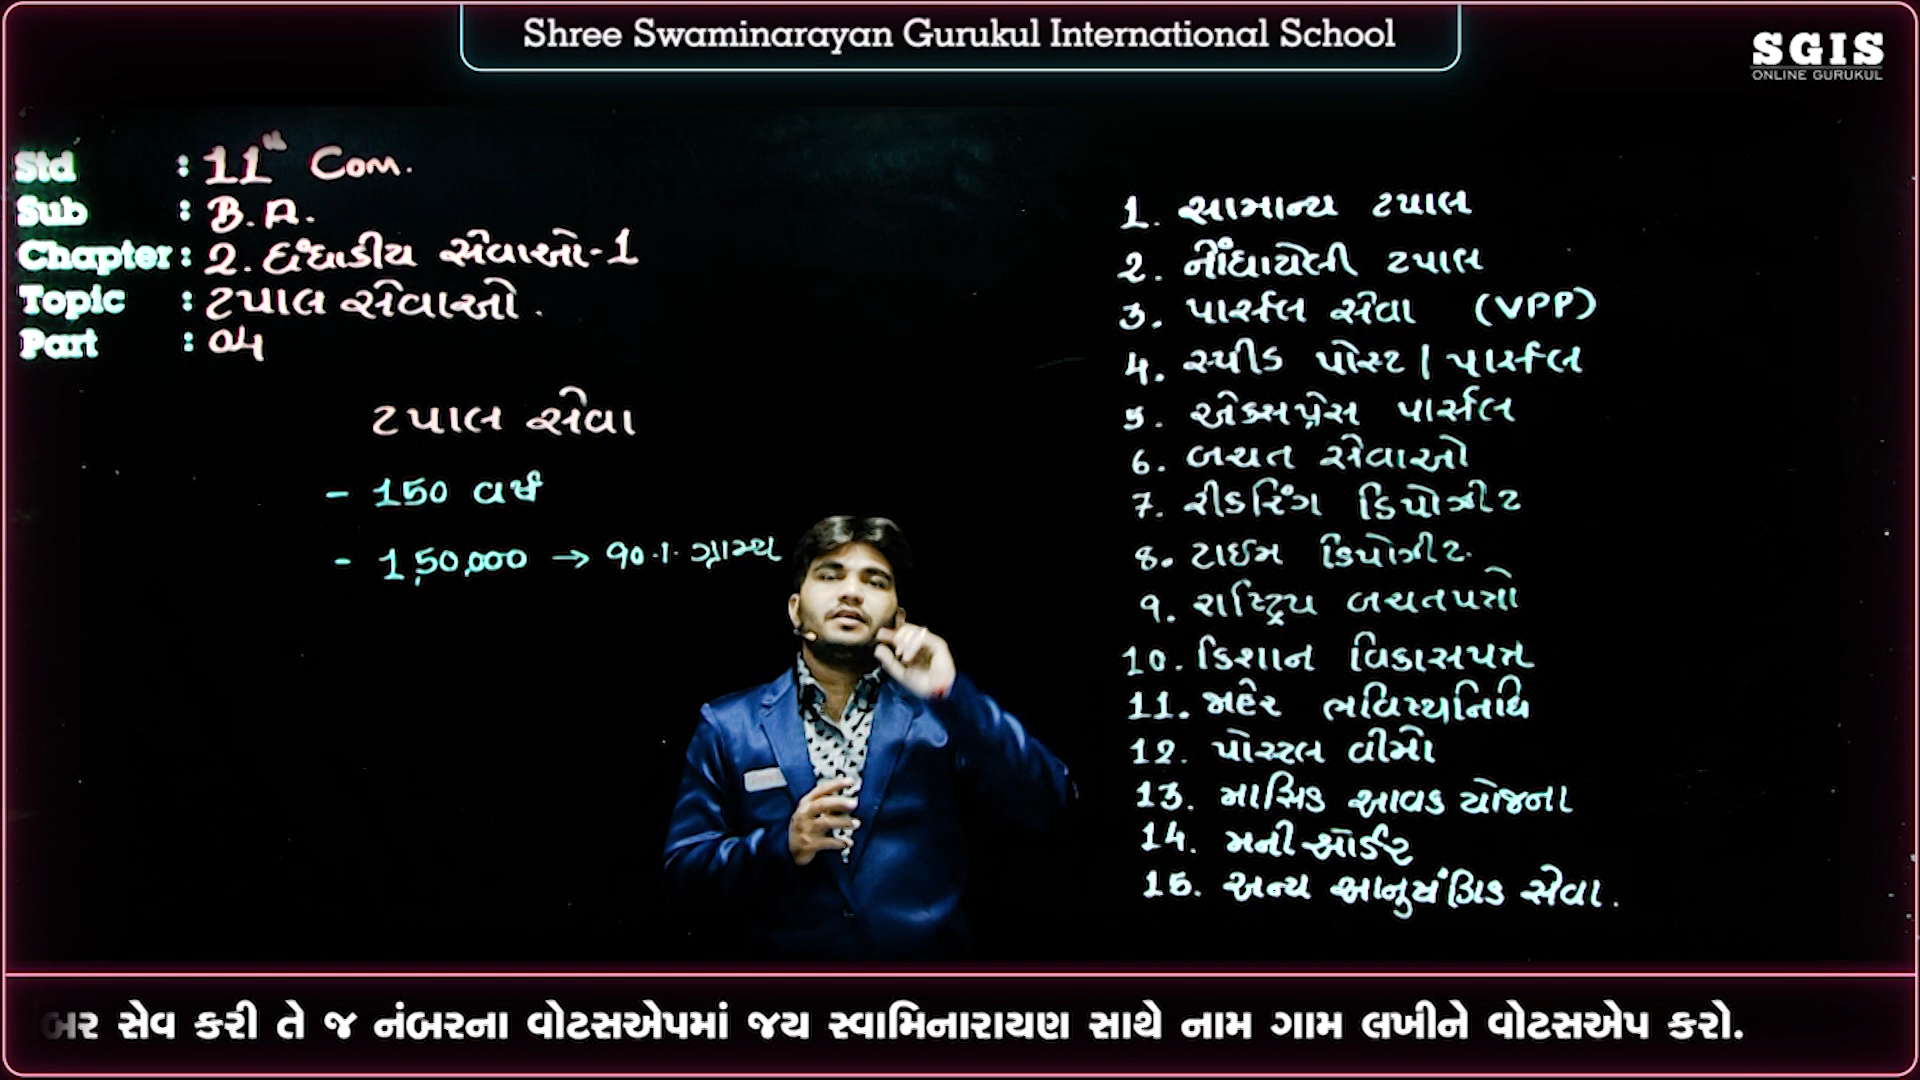 Shree Swaminarayan Gurukul International School
SGIS
ONLINE GURUKUL
Std : 11th Com.
Sub : B.A.
Chapter : 2. ધંધાકીય સેવાઓ-1
Topic : ટપાલ સેવાઓ.
Part : 04
ટપાલ સેવા
- 150 વર્ષ
- 1,50,000 → 90% ગ્રામ્ય
1. સામાન્ય ટપાલ
2. નોંધાયેલી ટપાલ
3. પાર્સલ સેવા (VPP)
4. સ્પીડ પોસ્ટ | પાર્સલ
5. એક્સપ્રેસ પાર્સલ
6. બચત સેવાઓ
7. રીકરિંગ ડિપોઝીટ
8. ટાઈમ ડિપોઝીટ
9. રાષ્ટ્રિય બચતપત્રો
10. કિશાન વિકાસપત્ર
11. જાહેર ભવિષ્યનિધિ
12. પોસ્ટલ વીમો
13. માસિક આવક યોજના
14. મનીઓર્ડર
15. અન્ય આનુષંગિક સેવા.
બર સેવ કરી તે જ નંબરના વોટસએપમાં જય સ્વામિનારાયણ સાથે નામ ગામ લખીને વોટસએપ કરો.